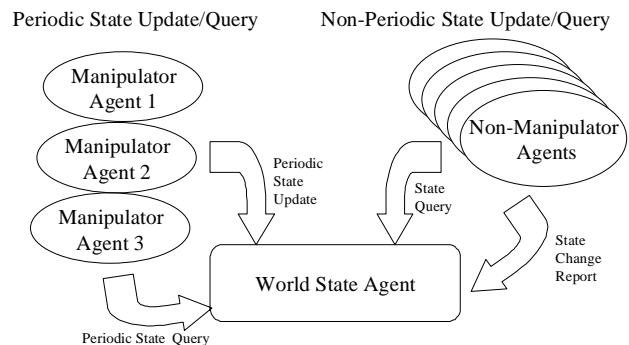 Periodic State Update/Query
Non-Periodic State Update/Query
Manipulator
Agent 1
Manipulator
Agent 2
Manipulator
Agent 3
Non-Manipulator
Agents
Periodic
State
Update
State
Query
State
Change
Report
World State Agent
Periodic State Query